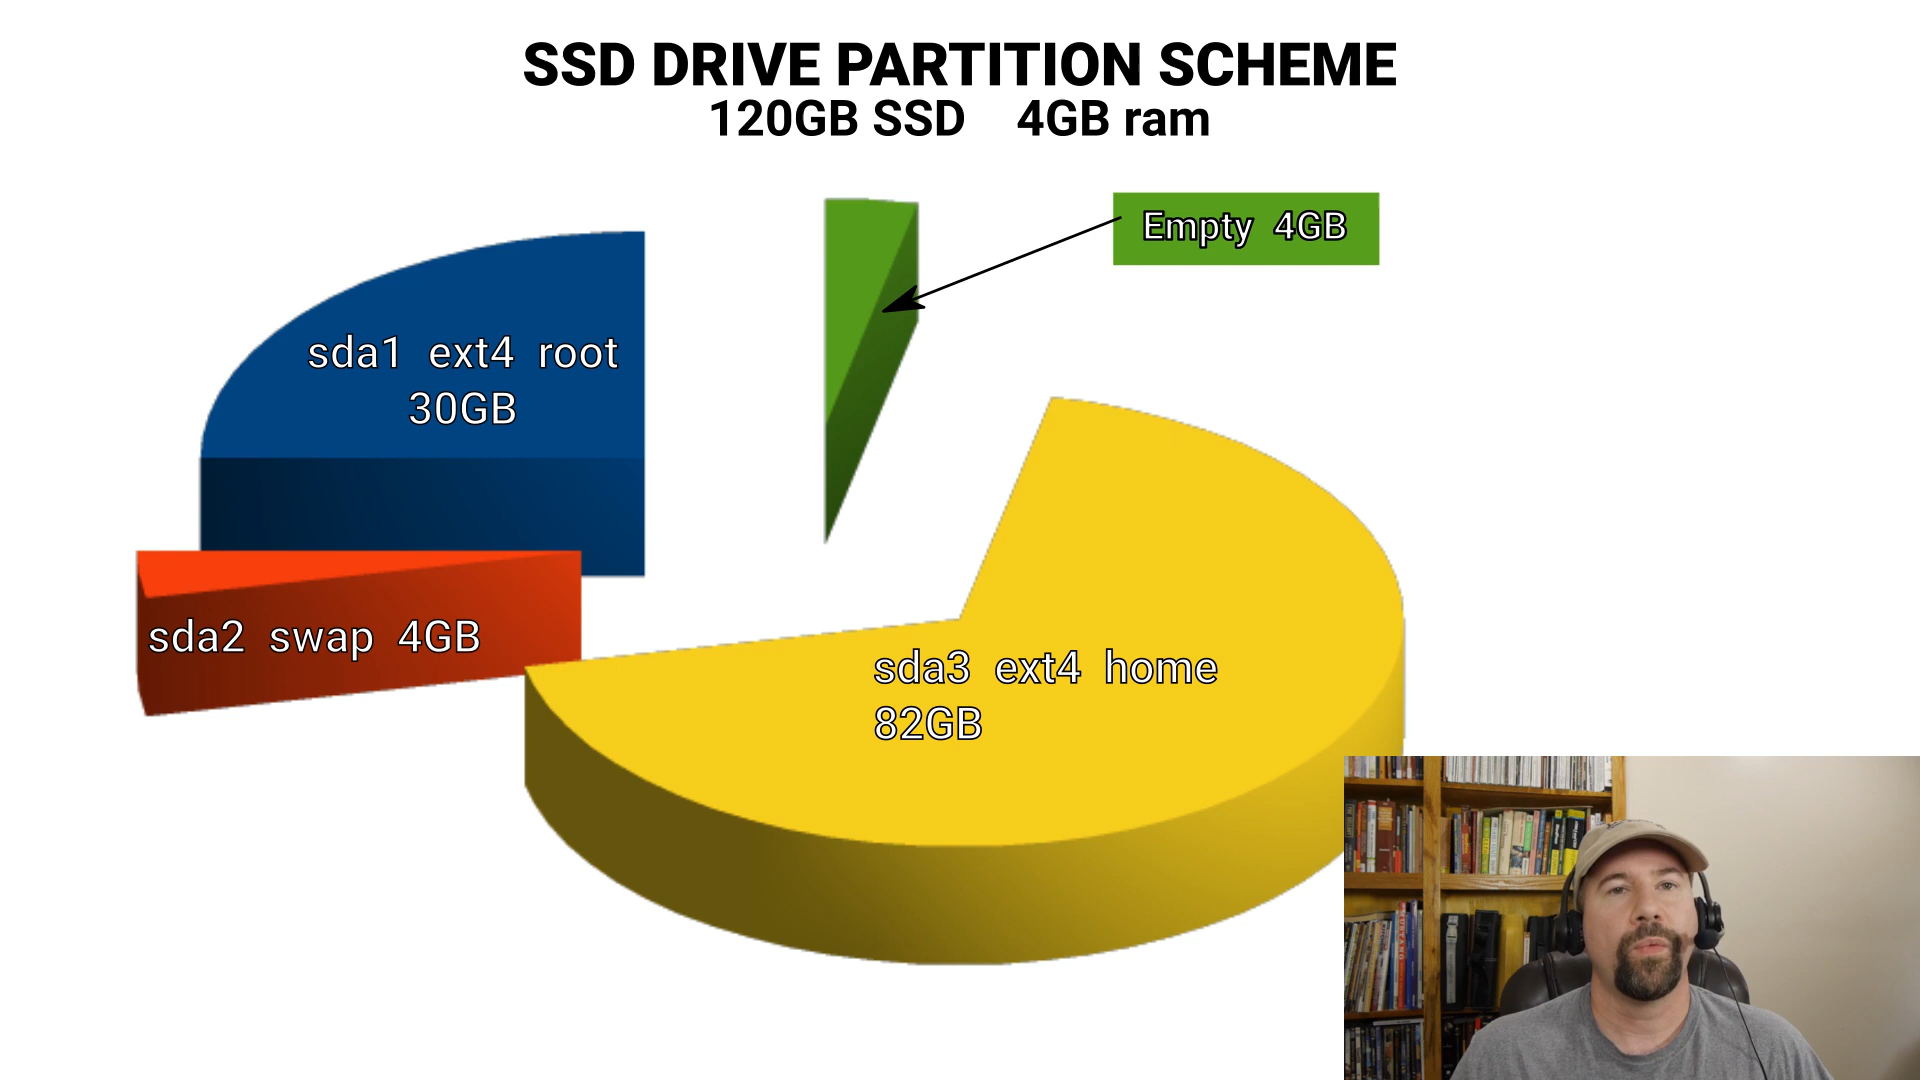 SSD DRIVE PARTITION SCHEME
120GB SSD 4GB ram
Empty 4GB
sda1 ext4 root
30GB
sda2 swap 4GB
sda3 ext4 home
82GB